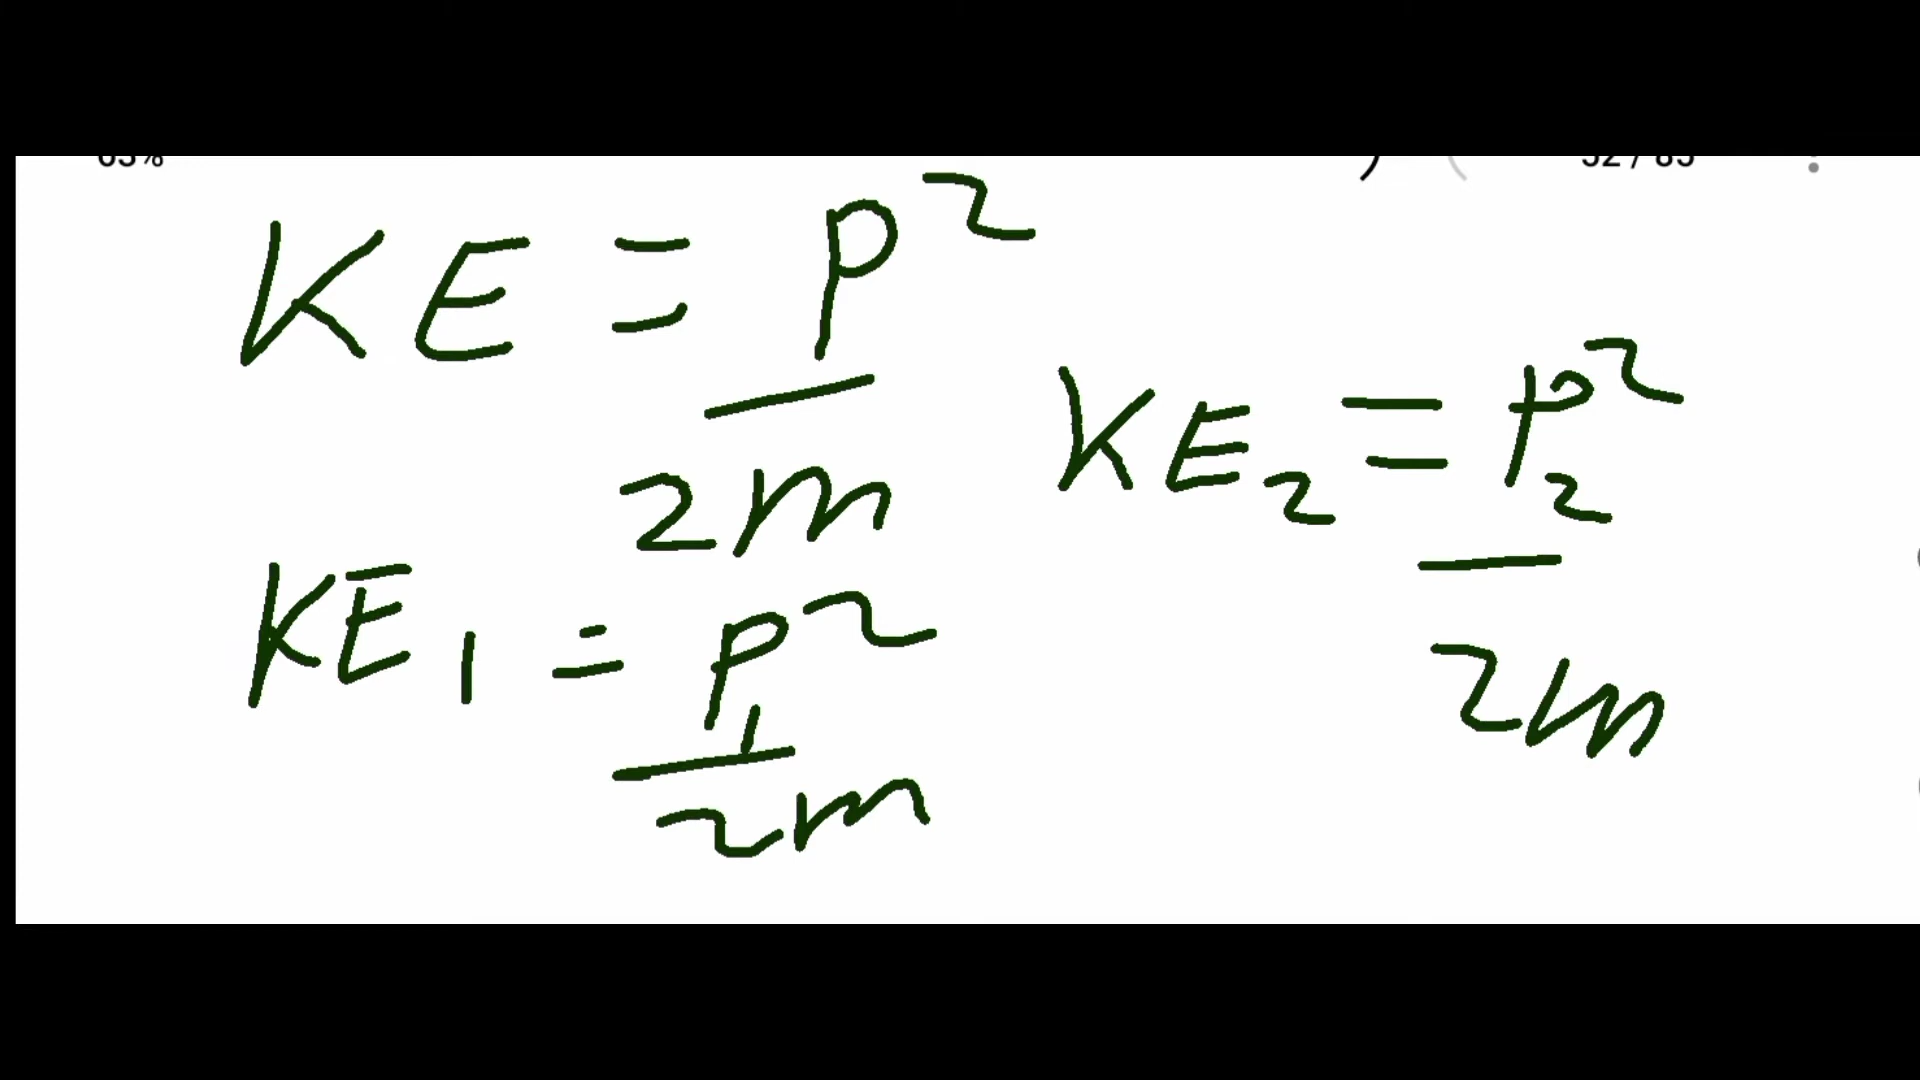 KE = P²
2m
KE₂ = P₂²
2m
KE₁ = P₁²
2m